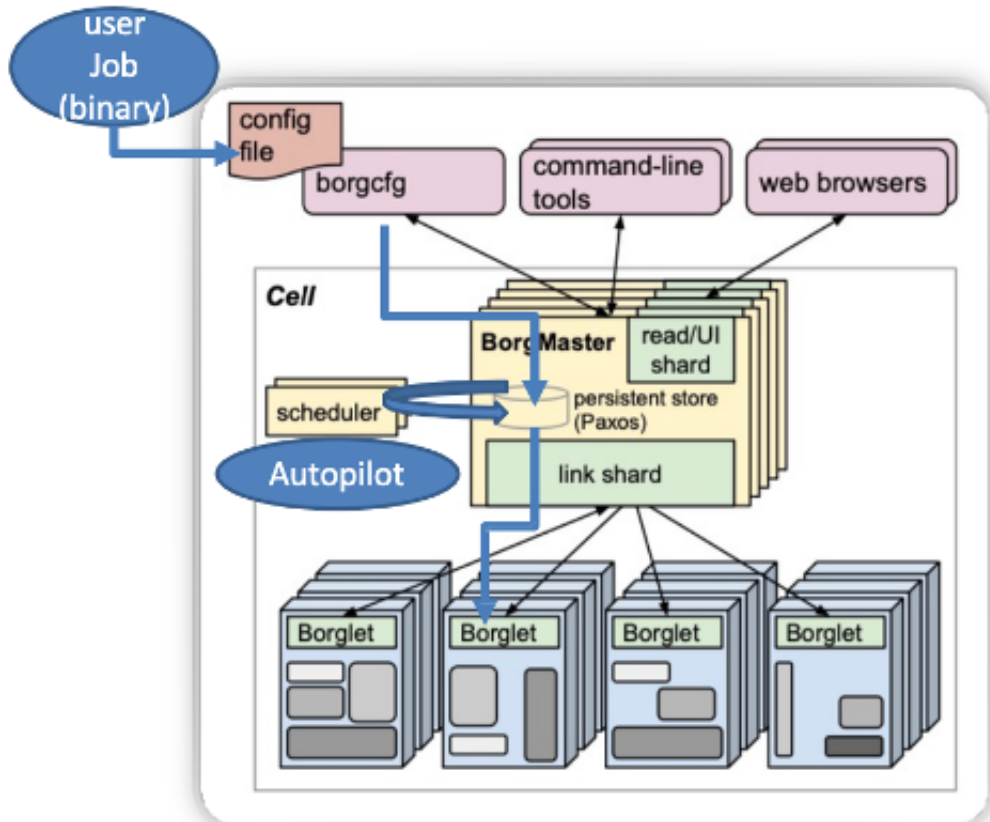 user
Job
(binary)
config
file
borgcfg
command-line
tools
web browsers
Cell
BorgMaster
read/UI
shard
scheduler
persistent store
(Paxos)
Autopilot
link shard
Borglet
Borglet
Borglet
Borglet